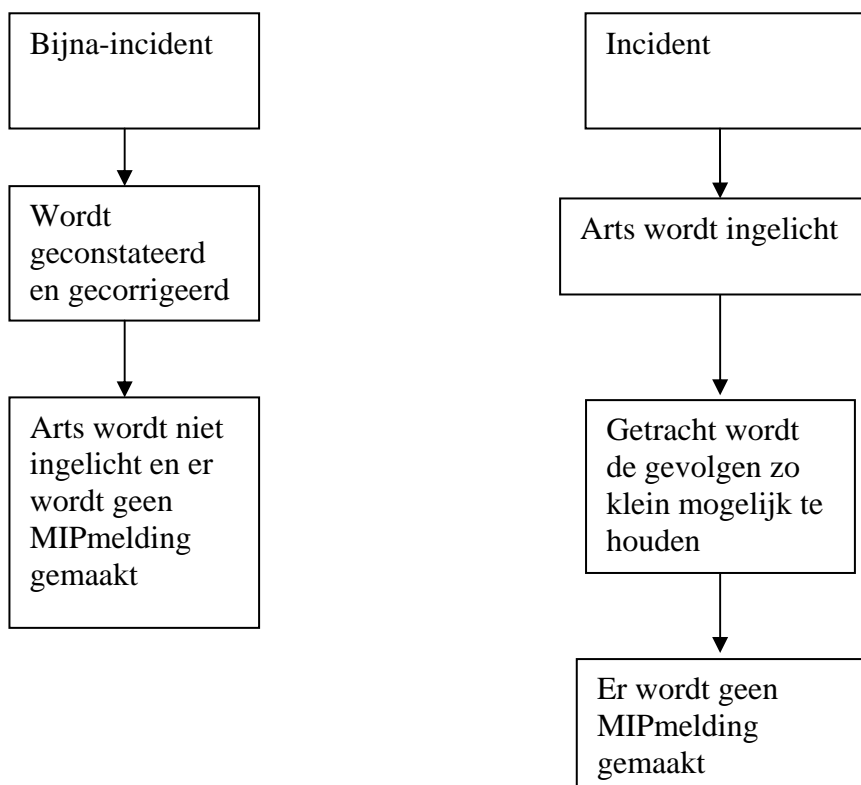 Bijna-incident
Wordt
geconstateerd
en gecorrigeerd
Arts wordt niet
ingelicht en er
wordt geen
MIPmelding
gemaakt
Incident
Arts wordt ingelicht
Getracht wordt
de gevolgen zo
klein mogelijk te
houden
Er wordt geen
MIPmelding
gemaakt